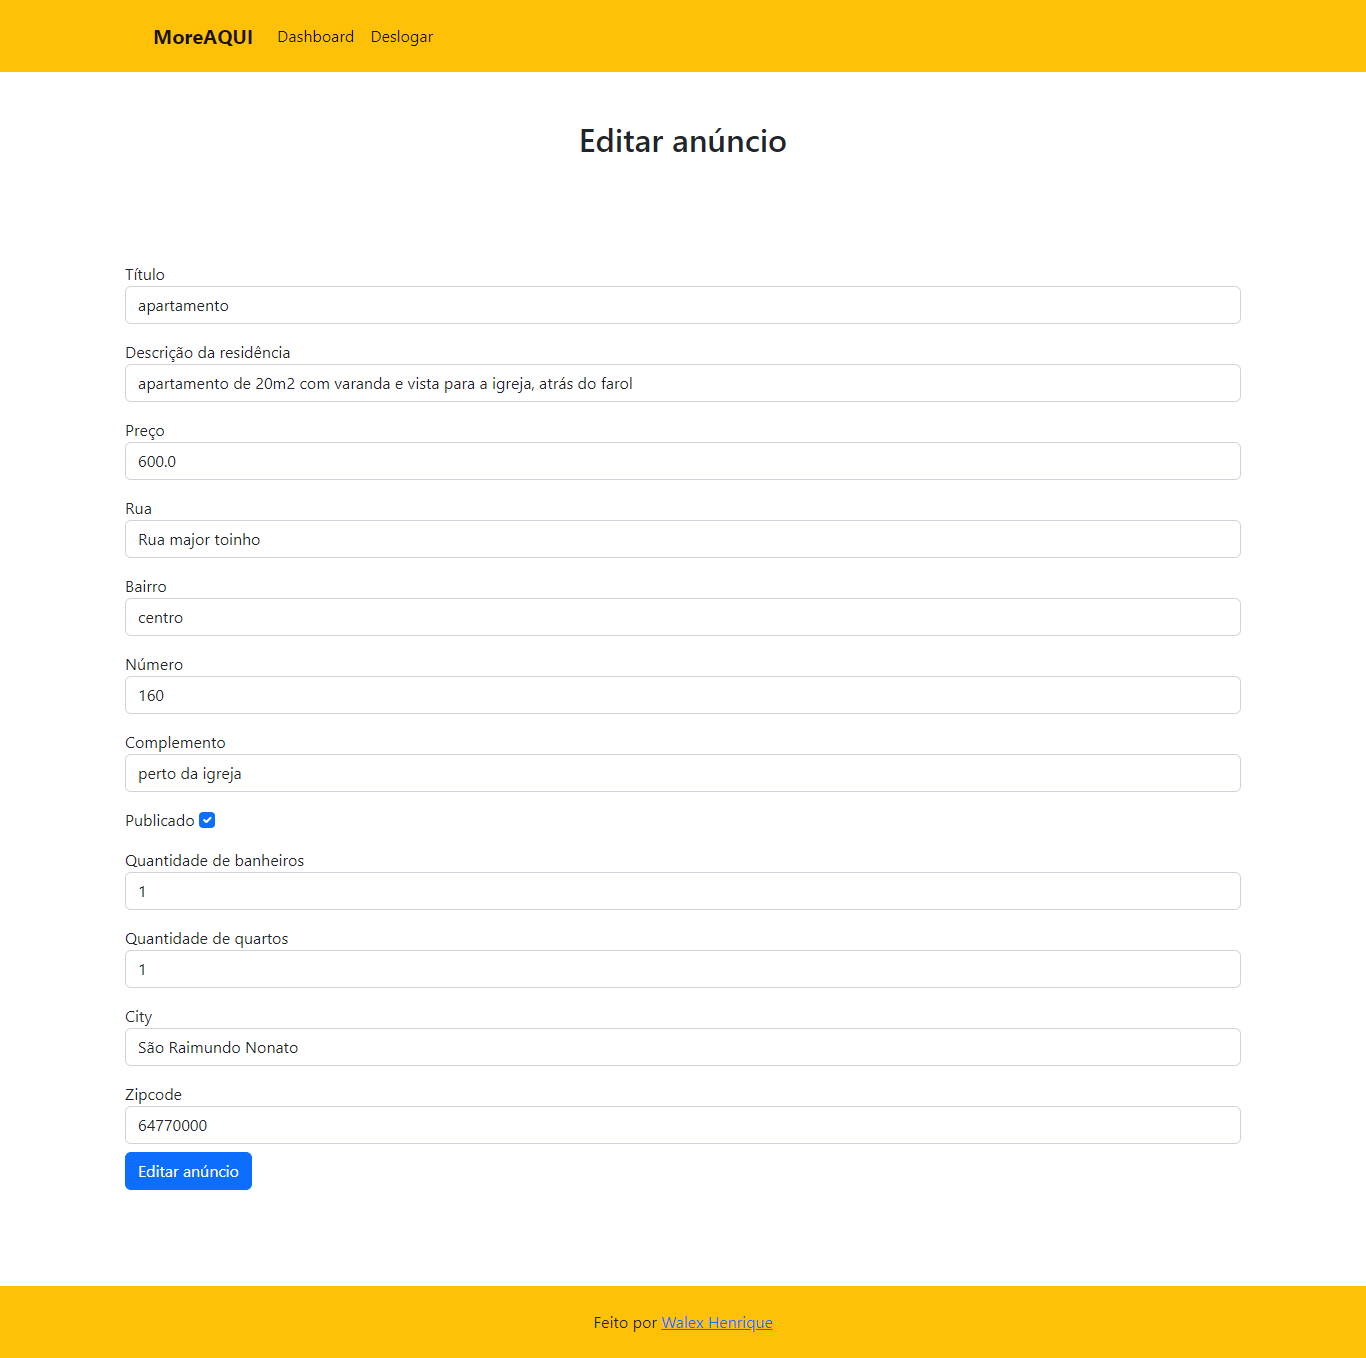 MoreAQUI Dashboard Deslogar
Editar anúncio
Título
apartamento
Descrição da residência
apartamento de 20m2 com varanda e vista para a igreja, atrás do farol
Preço
600.0
Rua
Rua major toinho
Bairro
centro
Número
160
Complemento
perto da igreja
Publicado
Quantidade de banheiros
1
Quantidade de quartos
1
City
São Raimundo Nonato
Zipcode
64770000
Editar anúncio
Feito por Walex Henrique